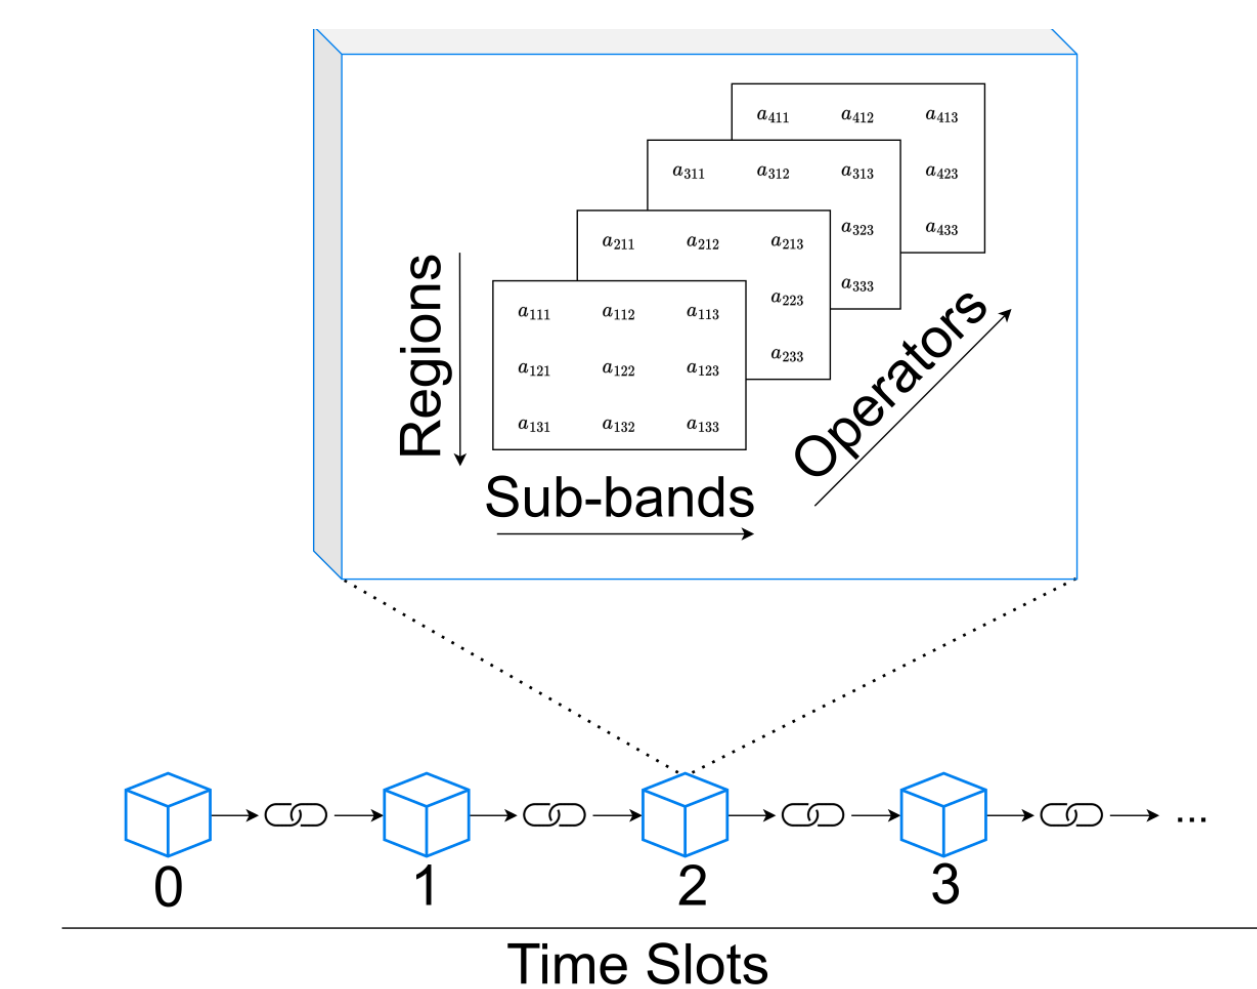 a411 a412 a413
a311 a312 a313 a423
a211 a212 a213 a323 a433
a111 a112 a113 a223 a333
a121 a122 a123 a233
a131 a132 a133
Regions
Sub-bands
Operators
0 1 2 3 ...
Time Slots